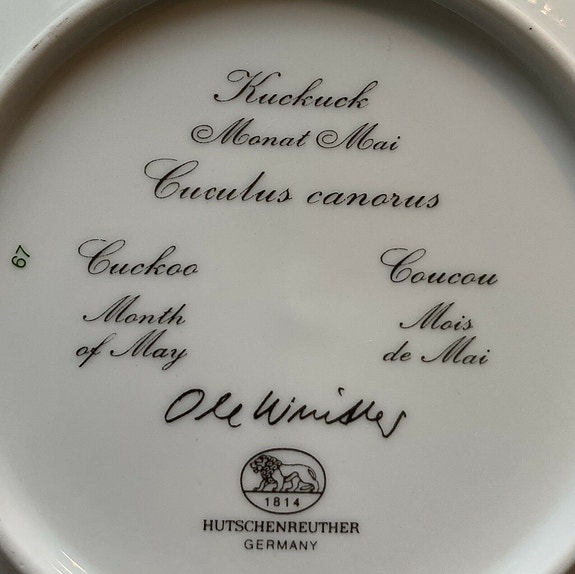 Kuckuck
Monat Mai
Cuculus canorus
67
Cuckoo
Month
of May
Coucou
Mois
de Mai
Ole Winther
1814
HUTSCHENREUTHER
GERMANY